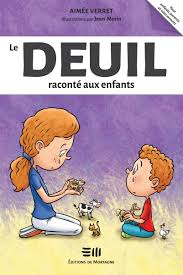 AIMÉE VERRET
Illustrations par Jean Morin
Le
DEUIL
raconté aux enfants
ÉDITIONS DE MORTAGNE